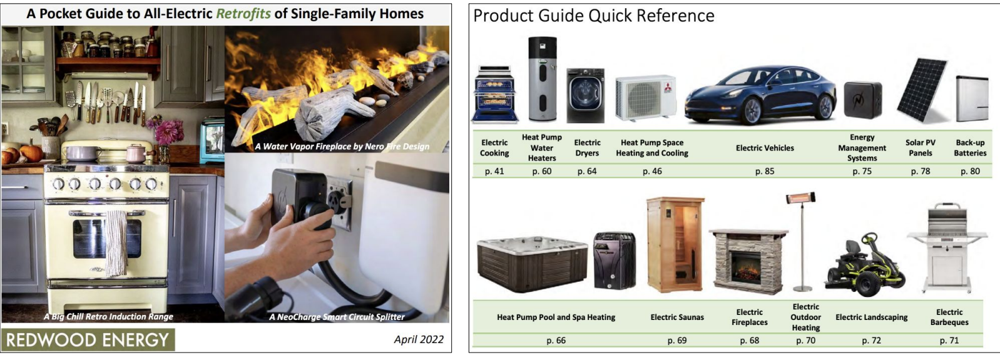 A Pocket Guide to All-Electric Retrofits of Single-Family Homes
A Water Vapor Fireplace by Nero Fire Design
A Big Chill Retro Induction Range
A NeoCharge Smart Circuit Splitter
REDWOOD ENERGY
April 2022
Product Guide Quick Reference
Electric
Cooking
Heat Pump
Water
Heaters
Electric
Dryers
Heat Pump Space
Heating and Cooling
Electric Vehicles
Energy
Management
Systems
Solar PV
Panels
Back-up
Batteries
p. 41
p. 60
p. 64
p. 46
p. 85
p. 75
p. 78
p. 80
Heat Pump Pool and Spa Heating
Electric Saunas
Electric
Fireplaces
Electric
Outdoor
Heating
Electric Landscaping
Electric
Barbeques
p. 66
p. 69
p. 68
p. 70
p. 72
p. 71